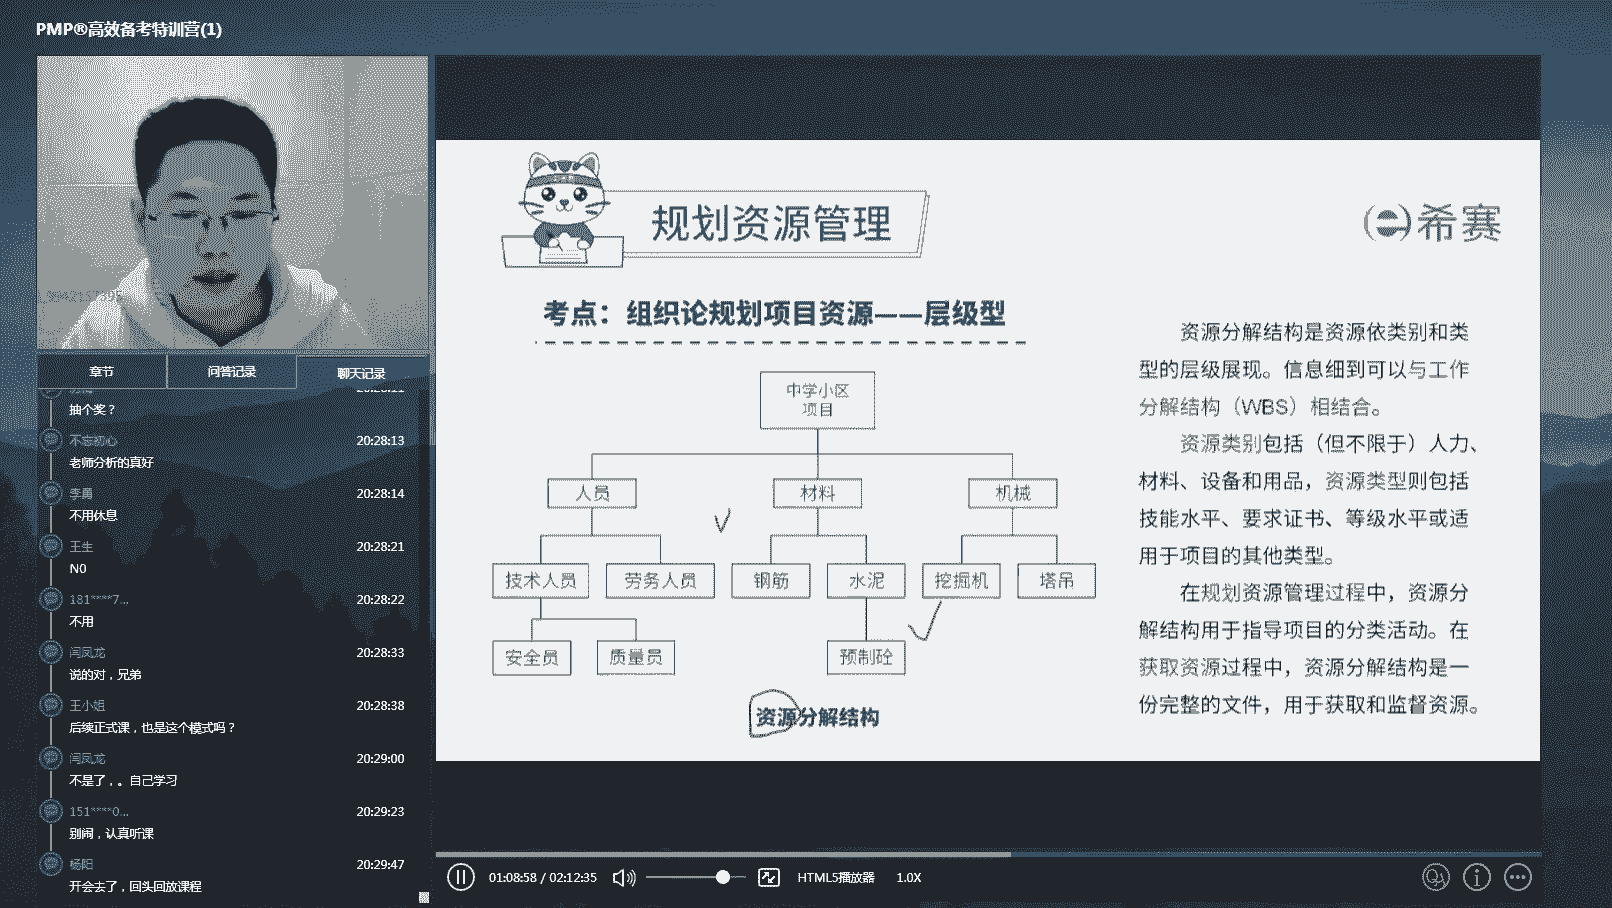 PMP®高效备考特训营(1)
章节
问答记录
聊天记录
抽个奖？
不忘初心
20:28:13
老师分析的真好
李勇
20:28:14
不用休息
王生
20:28:21
NO
181****7...
20:28:22
不用
闫凤龙
20:28:33
说的对，兄弟
王小姐
20:28:38
后续正式课，也是这个模式吗？
闫凤龙
20:29:00
不是了，。自己学习
151****0...
20:29:23
别闹，认真听课
杨阳
20:29:47
开会去了，回头回放课程
规划资源管理
希赛
考点：组织论规划项目资源——层级型
中学小区
项目
人员
材料
机械
技术人员
劳务人员
钢筋
水泥
挖掘机
塔吊
安全员
质量员
预制砼
资源分解结构
资源分解结构是资源依类别和类
型的层级展现。信息细到可以与工作
分解结构（WBS）相结合。
资源类别包括（但不限于）人力、
材料、设备和用品，资源类型则包括
技能水平、要求证书、等级水平或适
用于项目的其他类型。
在规划资源管理过程中，资源分
解结构用于指导项目的分类活动。在
获取资源过程中，资源分解结构是一
份完整的文件，用于获取和监督资源。
01:08:58 / 02:12:35
HTML5播放器
1.0X